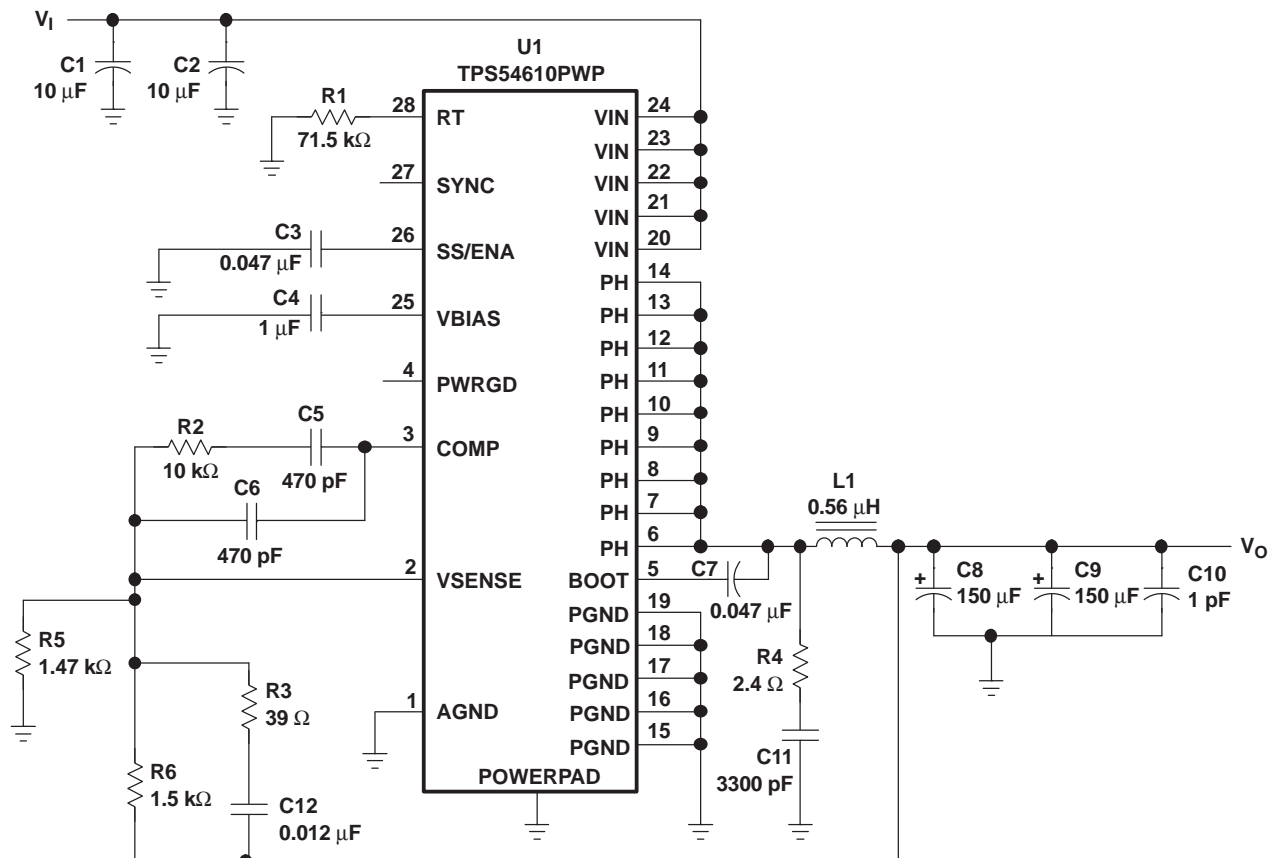 V_I
C1
10 μF
C2
10 μF
U1
TPS54610PWP
R1
71.5 kΩ
28
RT
27
SYNC
C3
0.047 μF
26
SS/ENA
C4
1 μF
25
VBIAS
4
PWRGD
R2
10 kΩ
C5
470 pF
3
COMP
C6
470 pF
2
VSENSE
R5
1.47 kΩ
R3
39 Ω
1
AGND
R6
1.5 kΩ
C12
0.012 μF
POWERPAD
VIN
24
VIN
23
VIN
22
VIN
21
VIN
20
PH
14
PH
13
PH
12
PH
11
PH
10
PH
9
PH
8
PH
7
PH
6
BOOT
5
PGND
19
PGND
18
PGND
17
PGND
16
PGND
15
C7
0.047 μF
L1
0.56 μH
R4
2.4 Ω
C11
3300 pF
+
C8
150 μF
+
C9
150 μF
C10
1 pF
V_O